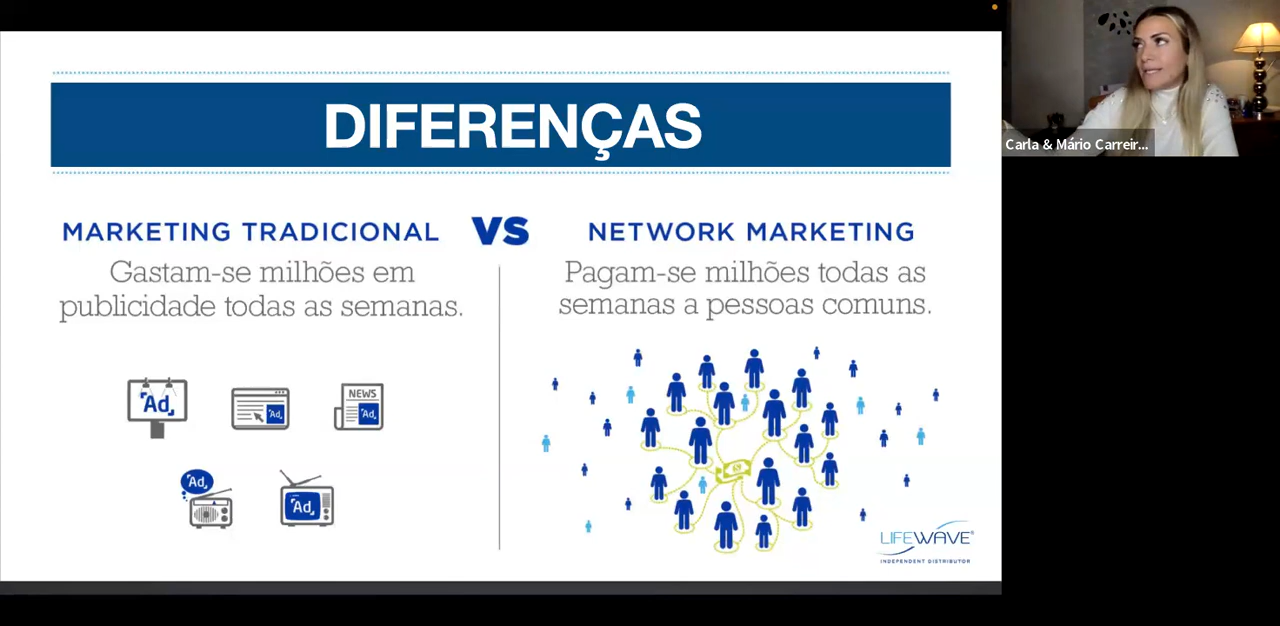 DIFERENÇAS
MARKETING TRADICIONAL
VS
NETWORK MARKETING
Gastam-se milhões em
publicidade todas as semanas.
Pagam-se milhões todas as
semanas a pessoas comuns.
Ad
Ad
NEWS
Ad
Ad
Ad
LIFEWAVE®
INDEPENDENT DISTRIBUTOR
Carla & Mário Carreir...